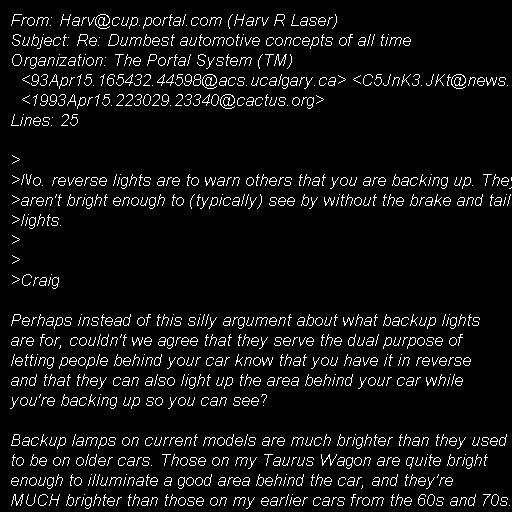 From: Harv@cup.portal.com (Harv R Laser)
Subject: Re: Dumbest automotive concepts of all time
Organization: The Portal System (TM)
<93Apr15.165432.44598@acs.ucalgary.ca> <C5JnK3.JKt@news.
<1993Apr15.223029.23340@cactus.org>
Lines: 25

>
>No. reverse lights are to warn others that you are backing up. They
>aren't bright enough to (typically) see by without the brake and tail
>lights.
>
>
>Craig

Perhaps instead of this silly argument about what backup lights
are for, couldn't we agree that they serve the dual purpose of
letting people behind your car know that you have it in reverse
and that they can also light up the area behind your car while
you're backing up so you can see?

Backup lamps on current models are much brighter than they used
to be on older cars. Those on my Taurus Wagon are quite bright
enough to illuminate a good area behind the car, and they're
MUCH brighter than those on my earlier cars from the 60s and 70s.